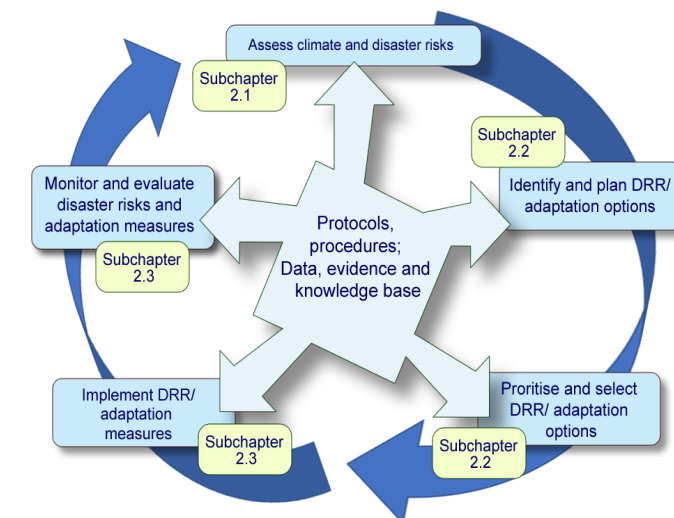 Assess climate and disaster risks
Subchapter
2.1
Subchapter
2.2
Identify and plan DRR/
adaptation options
Monitor and evaluate
disaster risks and
adaptation measures
Subchapter
2.3
Protocols,
procedures;
Data, evidence and
knowledge base
Implement DRR/
adaptation
measures
Subchapter
2.3
Proritise and select
DRR/ adaptation
options
Subchapter
2.2